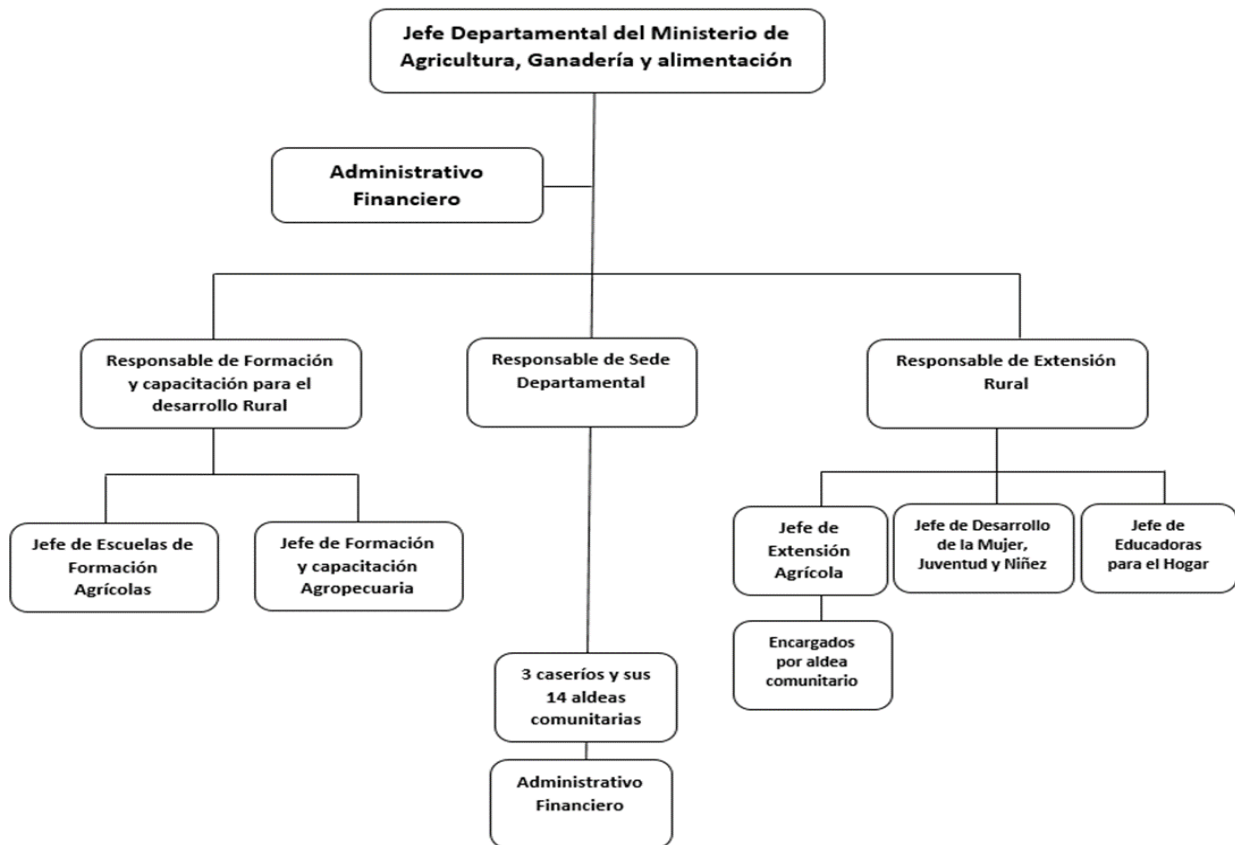 Jefe Departamental del Ministerio de
Agricultura, Ganadería y alimentación
Administrativo
Financiero
Responsable de Formación
y capacitación para el
desarrollo Rural
Responsable de Sede
Departamental
Responsable de Extensión
Rural
Jefe de Escuelas de
Formación
Agrícolas
Jefe de Formación
y capacitación
Agropecuaria
Jefe de
Extensión
Agrícola
Jefe de Desarrollo
de la Mujer,
Juventud y Niñez
Jefe de
Educadoras
para el Hogar
Encargados
por aldea
comunitario
3 caseríos y sus
14 aldeas
comunitarias
Administrativo
Financiero